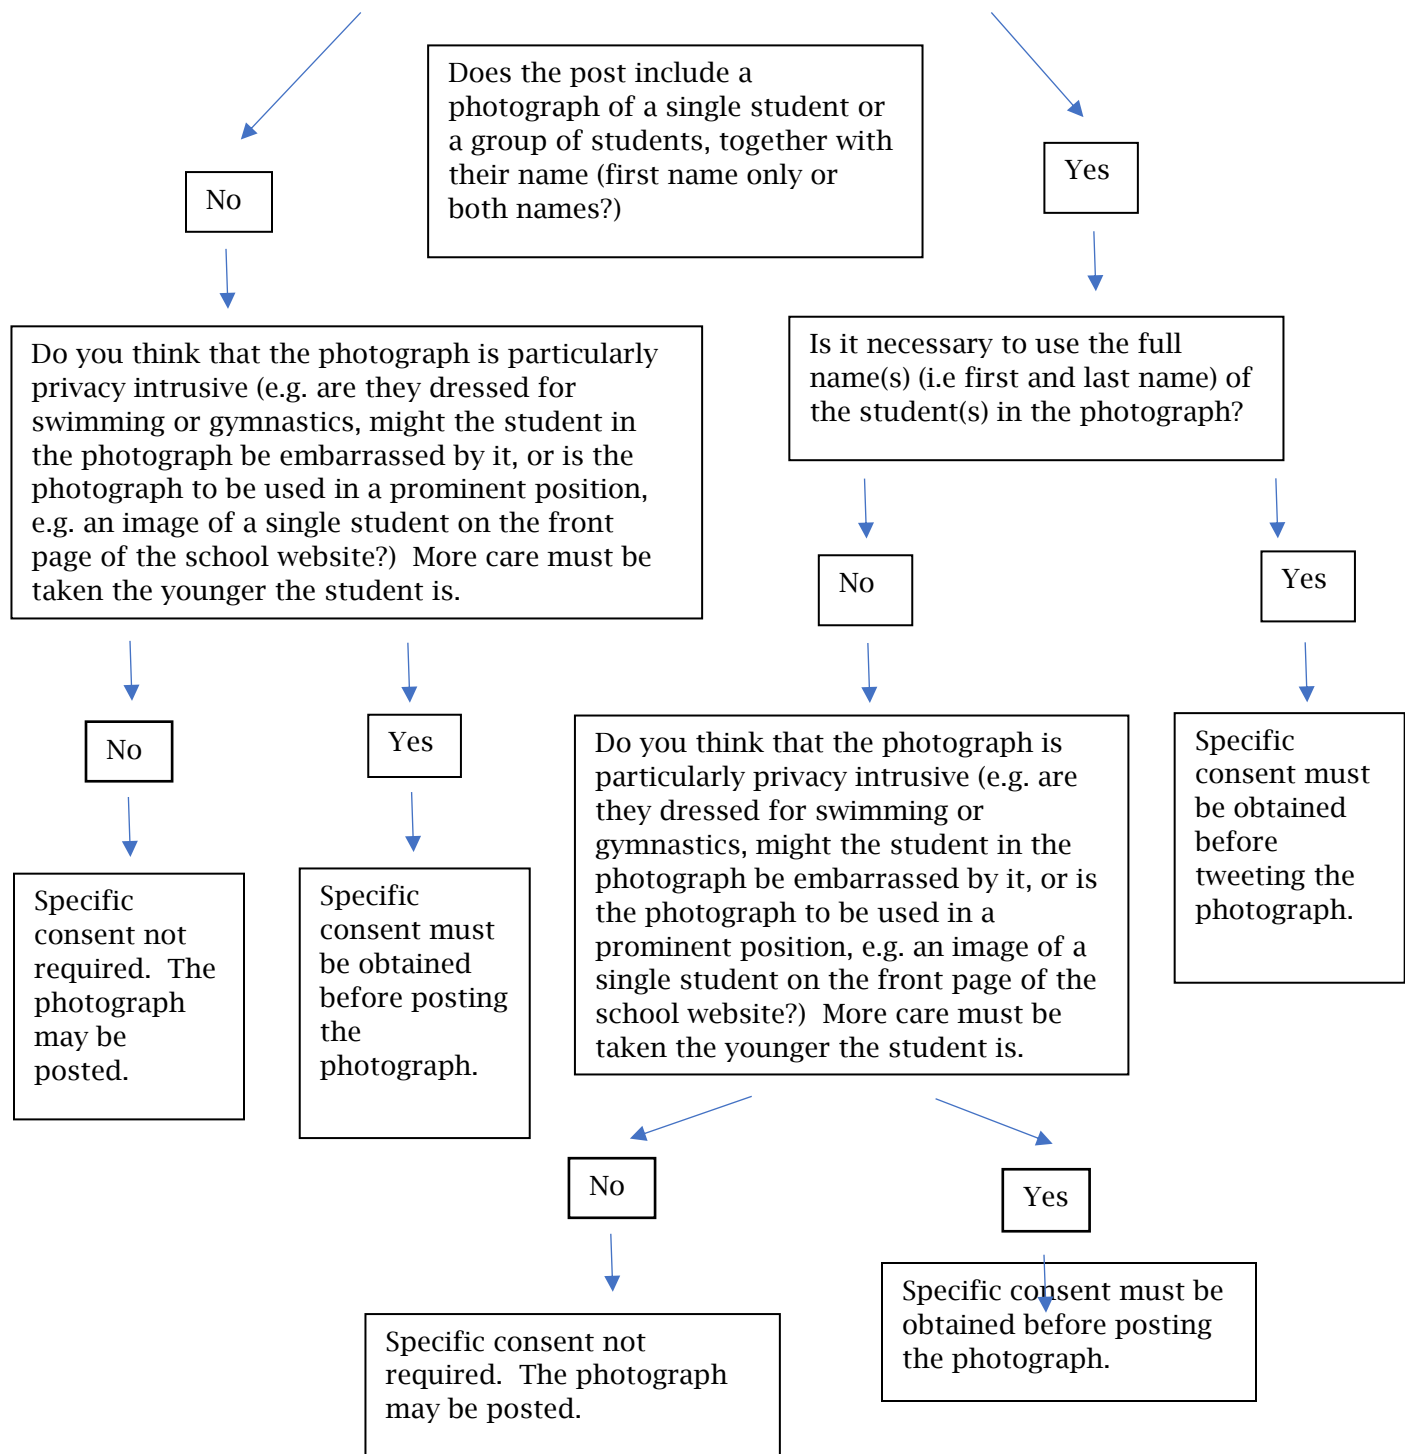 Does the post include a
photograph of a single student or
a group of students, together with
their name (first name only or
both names?)
No
Yes
Do you think that the photograph is particularly
privacy intrusive (e.g. are they dressed for
swimming or gymnastics, might the student in
the photograph be embarrassed by it, or is the
photograph to be used in a prominent position,
e.g. an image of a single student on the front
page of the school website?)  More care must be
taken the younger the student is.
Is it necessary to use the full
name(s) (i.e first and last name) of
the student(s) in the photograph?
No
Yes
No
Yes
Specific
consent not
required.  The
photograph
may be
posted.
Specific
consent must
be obtained
before posting
the
photograph.
Do you think that the photograph is
particularly privacy intrusive (e.g. are
they dressed for swimming or
gymnastics, might the student in the
photograph be embarrassed by it, or is
the photograph to be used in a
prominent position, e.g. an image of a
single student on the front page of the
school website?)  More care must be
taken the younger the student is.
Specific
consent must
be obtained
before
tweeting the
photograph.
No
Yes
Specific consent not
required.  The photograph
may be posted.
Specific consent must be
obtained before posting
the photograph.